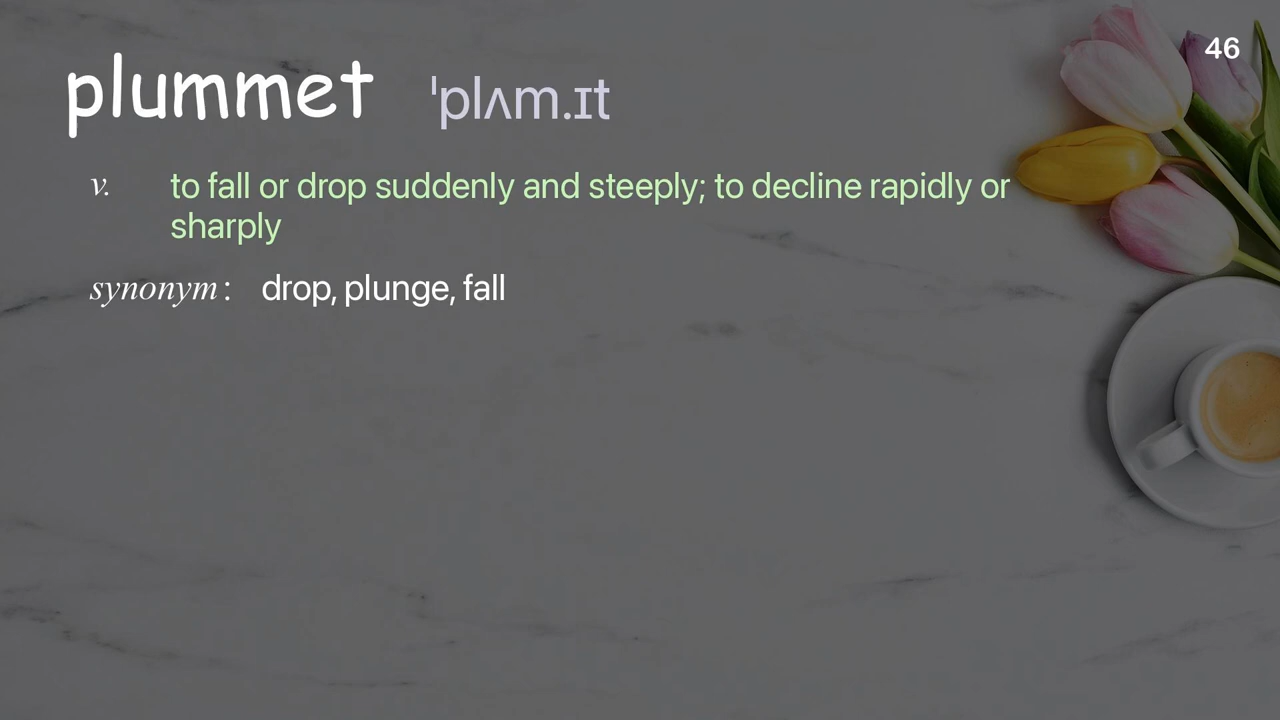 46
plummet ˈplʌm.ɪt
v. to fall or drop suddenly and steeply; to decline rapidly or
sharply
synonym: drop, plunge, fall